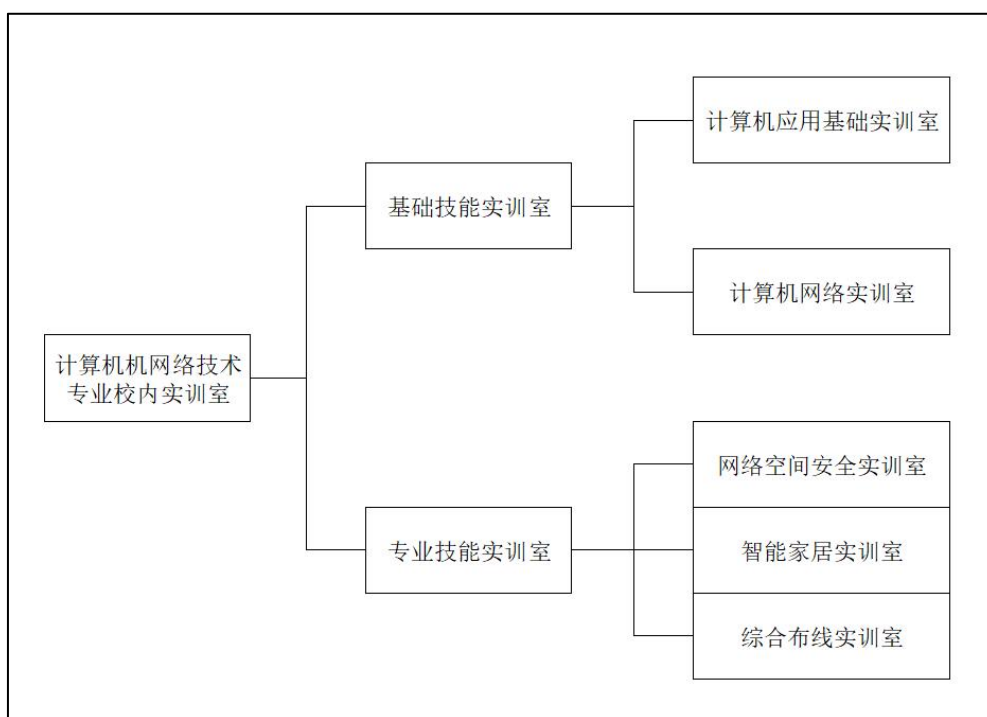 计算机应用基础实训室
基础技能实训室
计算机网络实训室
计算机机网络技术
专业校内实训室
网络空间安全实训室
专业技能实训室
智能家居实训室
综合布线实训室